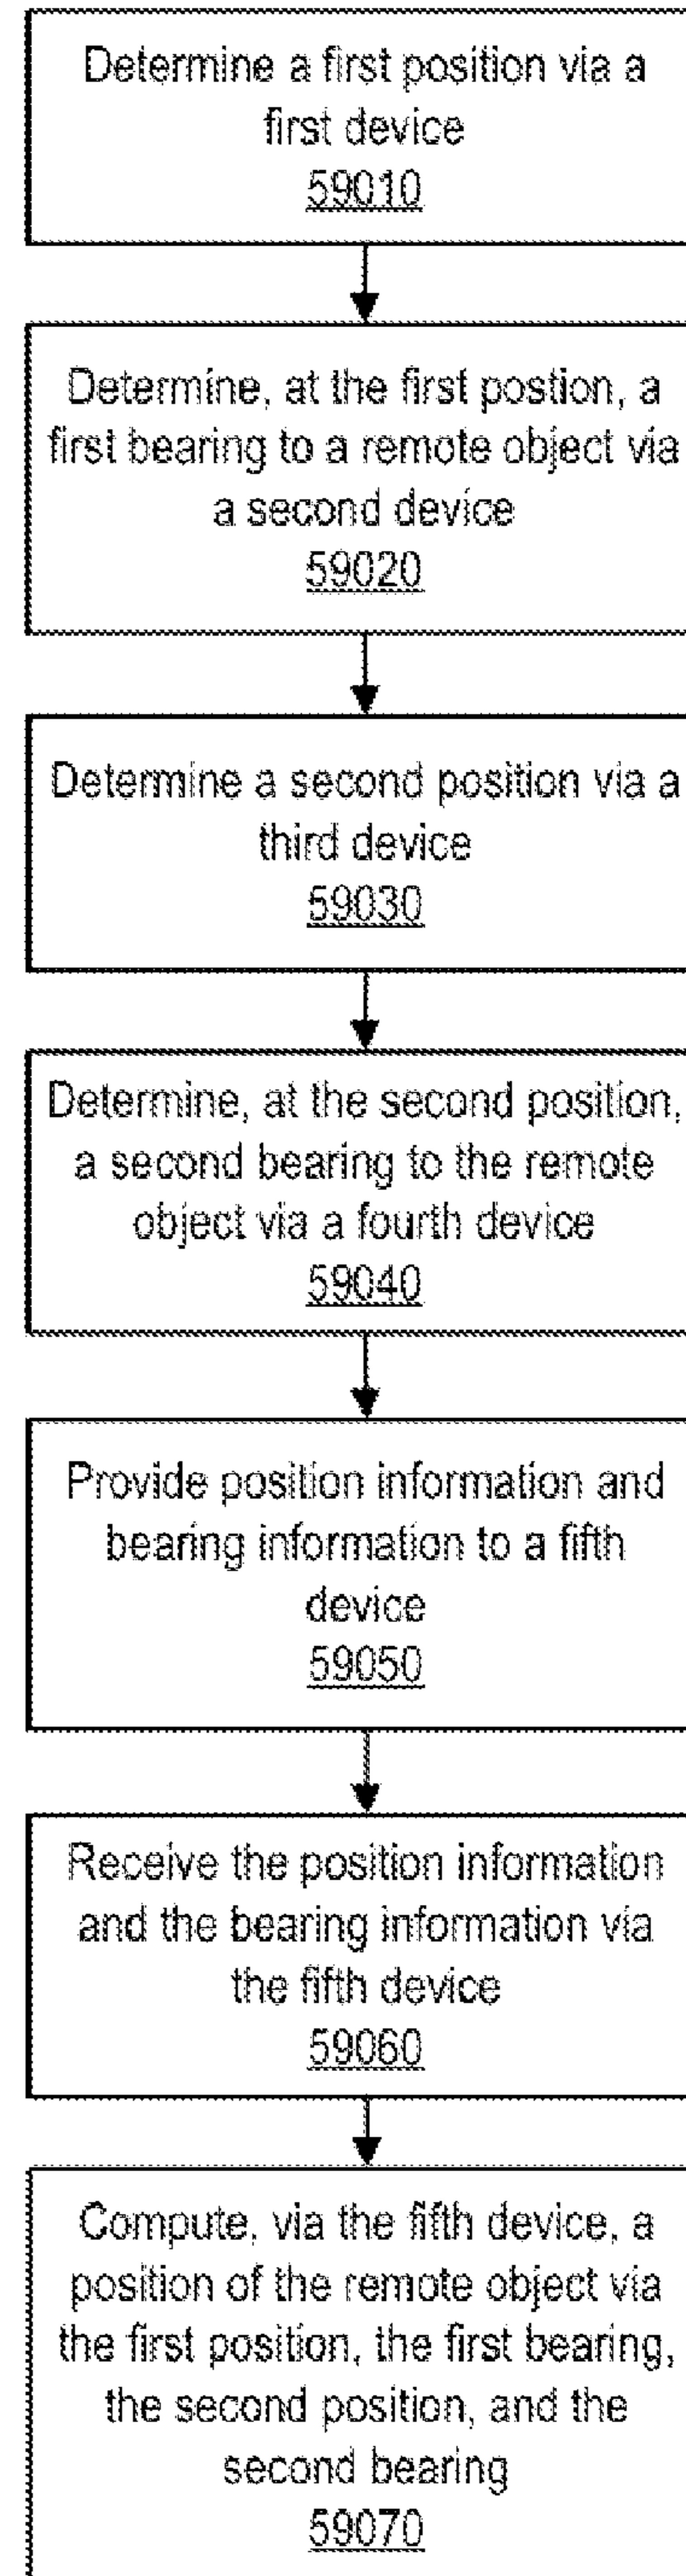 Determine a first position via a
first device
59010
Determine, at the first postion, a
first bearing to a remote object via
a second device
59020
Determine a second position via a
third device
59030
Determine, at the second position,
a second bearing to the remote
object via a fourth device
59040
Provide position information and
bearing information to a fifth
device
59050
Receive the position information
and the bearing information via
the fifth device
59060
Compute, via the fifth device, a
position of the remote object via
the first position, the first bearing,
the second position, and the
second bearing
59070